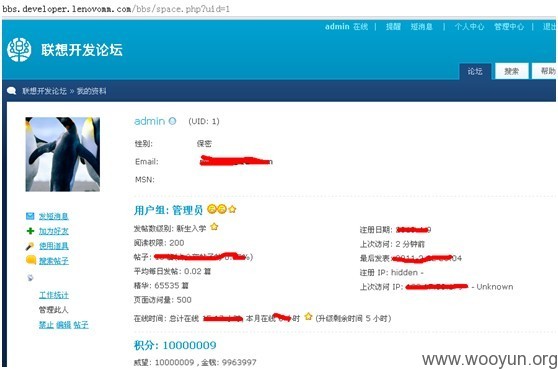 bbs.developer.lenovomm.com/bbs/space.php?uid=1
admin 在线 | 提醒 短消息 | 个人中心 管理中心 | 退出
联想开发论坛
论坛 搜索 帮助
联想开发论坛 » 我的资料
admin (UID: 1)
性别: 保密
Email:
MSN:
用户组: 管理员
发帖数级别: 新生入学
阅读权限: 200
帖子:
平均每日发帖: 0.02 篇
精华: 65535 篇
页面访问量: 500
注册日期:
上次访问: 2 分钟前
最后发表:
注册 IP: hidden -
上次访问 IP: - Unknown
在线时间: 总计在线 本月在线 小时 (升级剩余时间 5 小时)
积分: 10000009
威望: 10000009 , 金钱: 9963997
发短消息
加为好友
使用道具
搜索帖子
工作统计
管理此人
禁止 编辑 帖子
www.wooyun.org